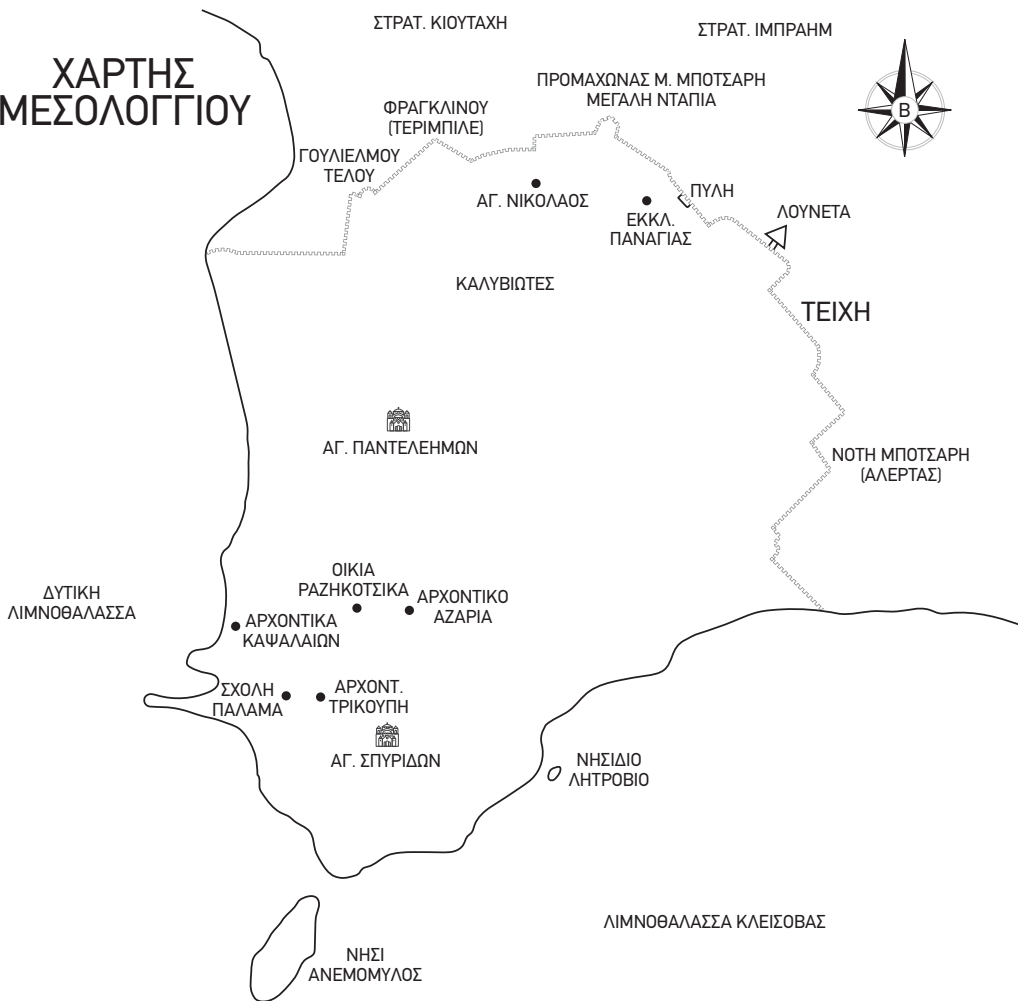 ΣΤΡΑΤ. ΚΙΟΥΤΑΧΗ
ΣΤΡΑΤ. ΙΜΠΡΑΗΜ
ΧΑΡΤΗΣ
ΜΕΣΟΛΟΓΓΙΟΥ
ΠΡΟΜΑΧΩΝΑΣ Μ. ΜΠΟΤΣΑΡΗ
ΜΕΓΑΛΗ ΝΤΑΠΙΑ
Β
ΦΡΑΓΚΛΙΝΟΥ
(ΤΕΡΙΜΠΙΛΕ)
ΓΟΥΛΙΕΛΜΟΥ
ΤΕΛΟΥ
ΑΓ. ΝΙΚΟΛΑΟΣ
ΠΥΛΗ
ΕΚΚΛ.
ΠΑΝΑΓΙΑΣ
ΛΟΥΝΕΤΑ
ΚΑΛΥΒΙΩΤΕΣ
ΤΕΙΧΗ
ΑΓ. ΠΑΝΤΕΛΕΗΜΩΝ
ΝΟΤΗ ΜΠΟΤΣΑΡΗ
(ΑΛΕΡΤΑΣ)
ΔΥΤΙΚΗ
ΛΙΜΝΟΘΑΛΑΣΣΑ
ΟΙΚΙΑ
ΡΑΖΗΚΟΤΣΙΚΑ
ΑΡΧΟΝΤΙΚΟ
ΑΖΑΡΙΑ
ΑΡΧΟΝΤΙΚΑ
ΚΑΨΑΛΑΙΩΝ
ΣΧΟΛΗ
ΠΑΛΑΜΑ
ΑΡΧΟΝΤ.
ΤΡΙΚΟΥΠΗ
ΑΓ. ΣΠΥΡΙΔΩΝ
ΝΗΣΙΔΙΟ
ΛΗΤΡΟΒΙΟ
ΛΙΜΝΟΘΑΛΑΣΣΑ ΚΛΕΙΣΟΒΑΣ
ΝΗΣΙ
ΑΝΕΜΟΜΥΛΟΣ